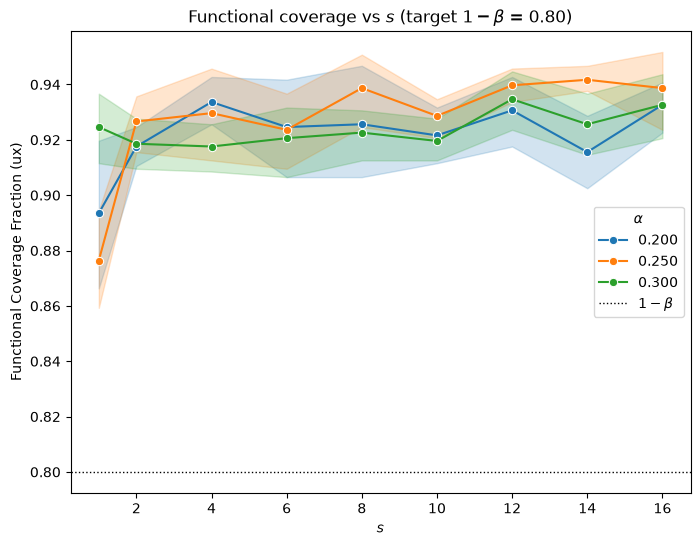 Functional coverage vs s (target 1 − β = 0.80)
Functional Coverage Fraction (ux)
0.94
0.92
0.90
0.88
0.86
0.84
0.82
0.80
α
0.200
0.250
0.300
1 − β
2 4 6 8 10 12 14 16
s